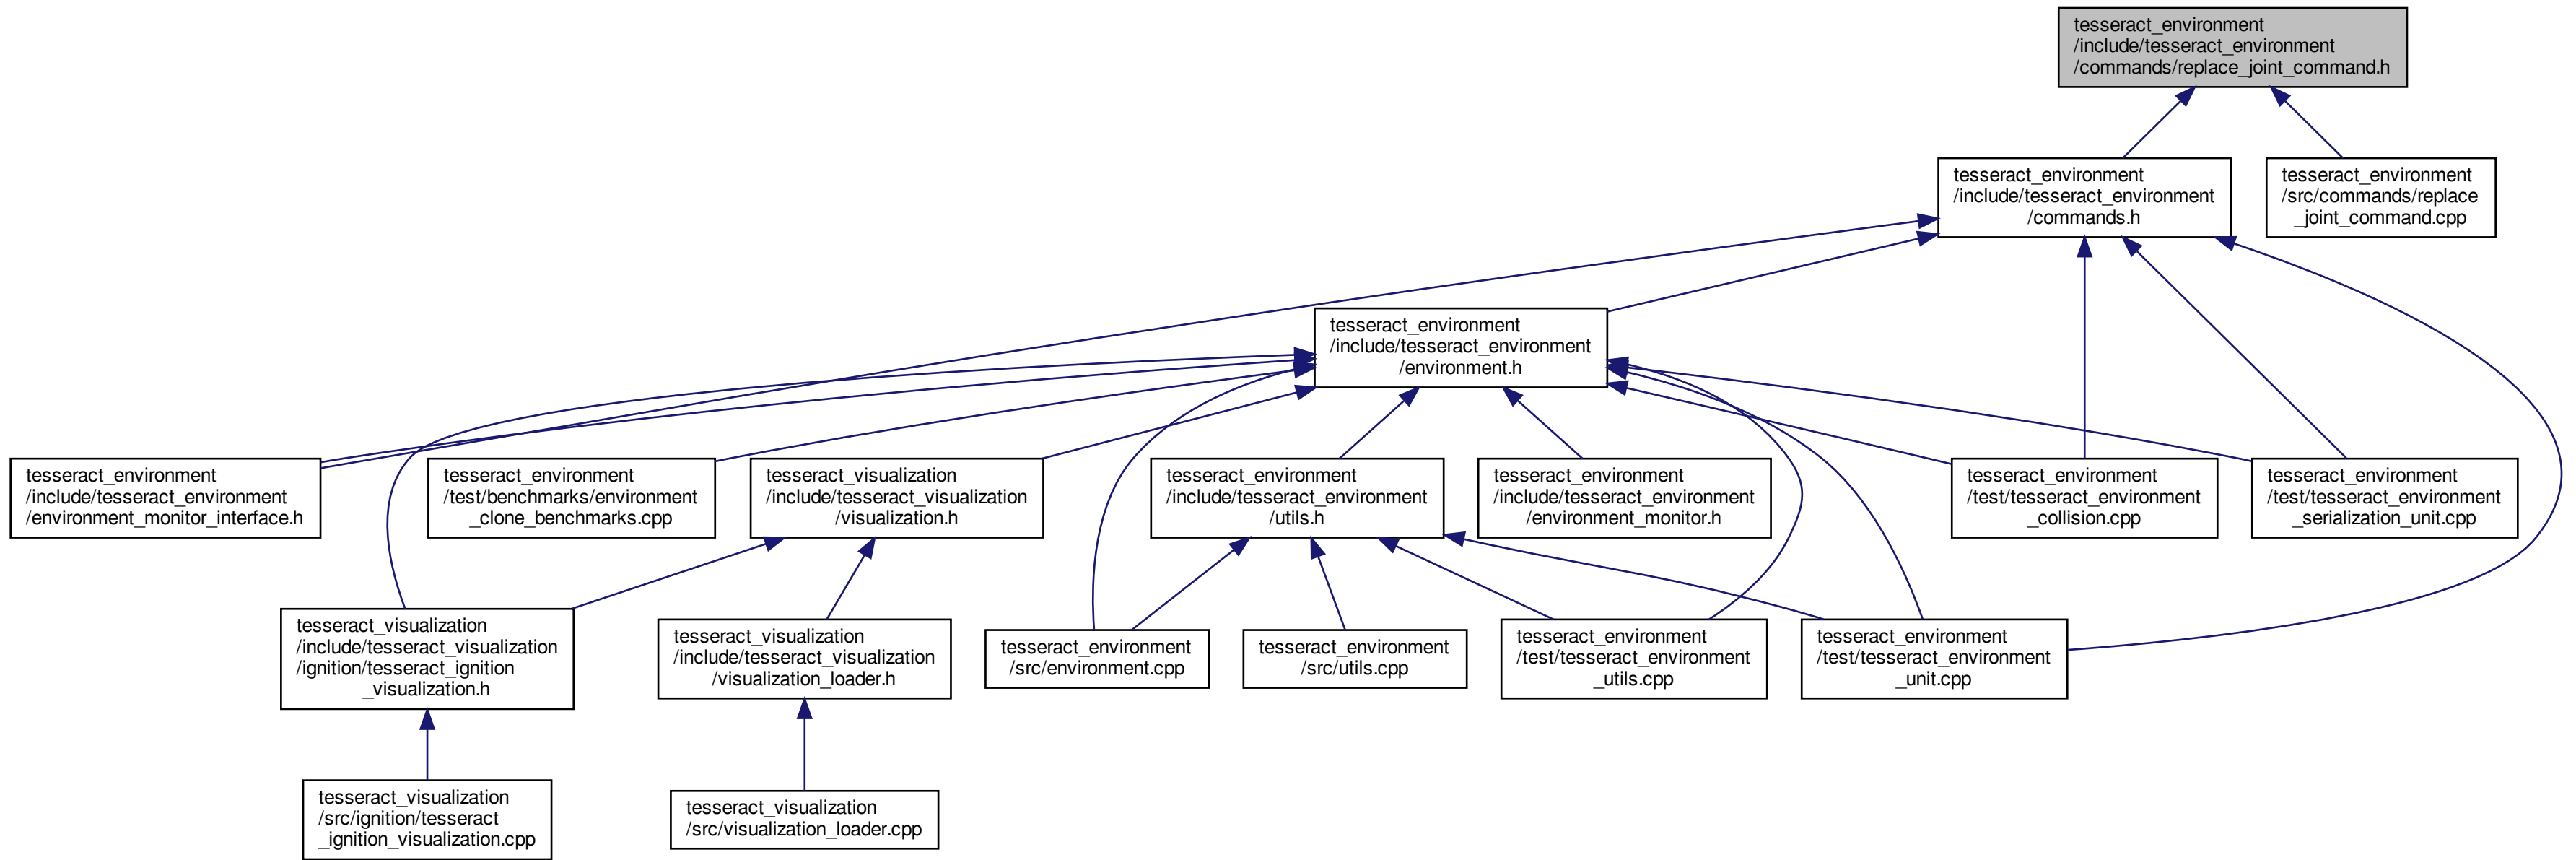 tesseract_environment
/include/tesseract_environment
/commands/replace_joint_command.h
tesseract_environment
/include/tesseract_environment
/commands.h
tesseract_environment
/src/commands/replace
_joint_command.cpp
tesseract_environment
/include/tesseract_environment
/environment.h
tesseract_environment
/include/tesseract_environment
/environment_monitor_interface.h
tesseract_environment
/test/benchmarks/environment
_clone_benchmarks.cpp
tesseract_visualization
/include/tesseract_visualization
/visualization.h
tesseract_environment
/include/tesseract_environment
/utils.h
tesseract_environment
/include/tesseract_environment
/environment_monitor.h
tesseract_environment
/test/tesseract_environment
_collision.cpp
tesseract_environment
/test/tesseract_environment
_serialization_unit.cpp
tesseract_visualization
/include/tesseract_visualization
/ignition/tesseract_ignition
_visualization.h
tesseract_visualization
/include/tesseract_visualization
/visualization_loader.h
tesseract_environment
/src/environment.cpp
tesseract_environment
/src/utils.cpp
tesseract_environment
/test/tesseract_environment
_utils.cpp
tesseract_environment
/test/tesseract_environment
_unit.cpp
tesseract_visualization
/src/ignition/tesseract
_ignition_visualization.cpp
tesseract_visualization
/src/visualization_loader.cpp